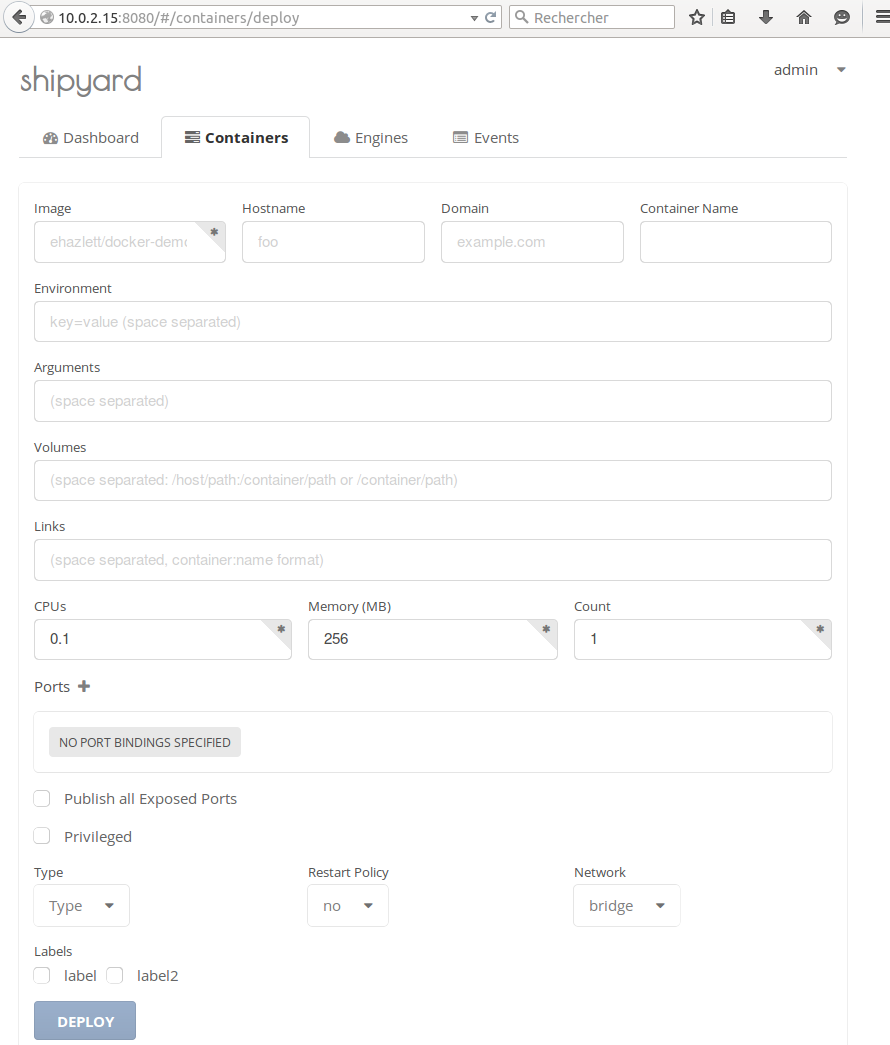 10.0.2.15:8080/#/containers/deploy Rechercher
shipyard
admin
Dashboard Containers Engines Events
Image Hostname Domain Container Name
ehazlett/docker-demo foo example.com
Environment
key=value (space separated)
Arguments
(space separated)
Volumes
(space separated: /host/path:/container/path or /container/path)
Links
(space separated, container:name format)
CPUs Memory (MB) Count
0.1 256 1
Ports
NO PORT BINDINGS SPECIFIED
Publish all Exposed Ports
Privileged
Type Restart Policy Network
Type no bridge
Labels
label label2
DEPLOY